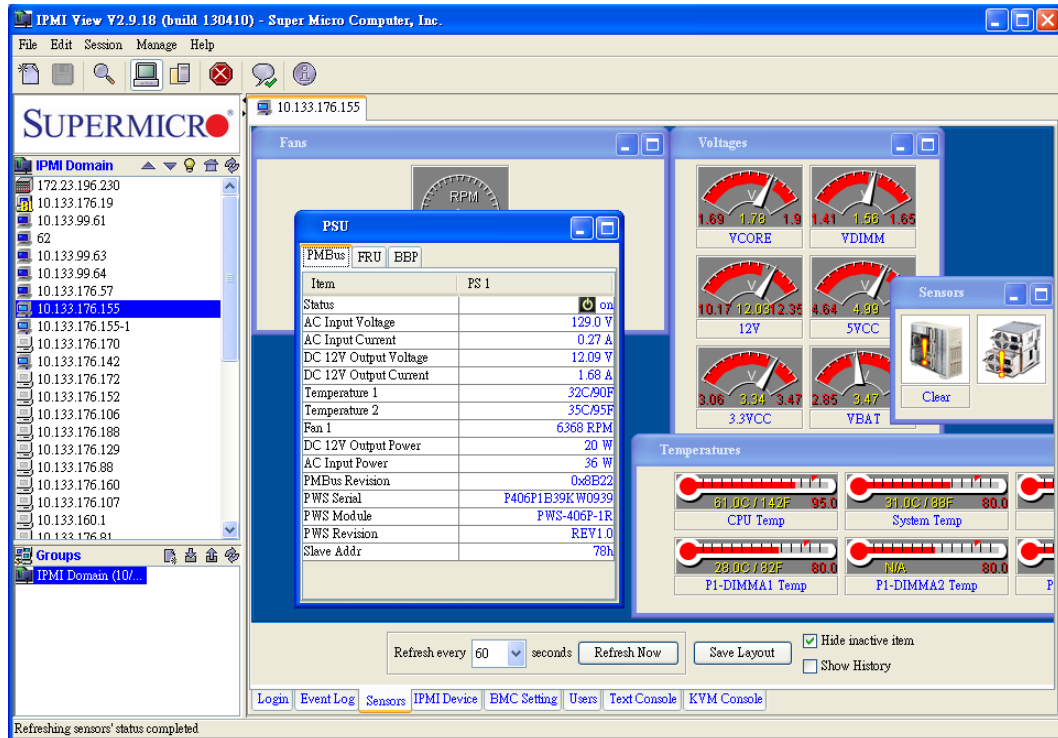 IPMI View V2.9.18 (build 130410) - Super Micro Computer, Inc.
File Edit Session Manage Help
SUPERMICRO
10.133.176.155
IPMI Domain
172.23.196.230
10.133.176.19
10.133.99.61
62
10.133.99.63
10.133.99.64
10.133.176.57
10.133.176.155
10.133.176.155-1
10.133.176.170
10.133.176.142
10.133.176.172
10.133.176.152
10.133.176.106
10.133.176.188
10.133.176.129
10.133.176.88
10.133.176.160
10.133.176.107
10.133.160.1
10.133.176.81
Groups
IPMI Domain (10/...
Fans
RPM
PSU
PMBus FRU BBP
Item PS 1
Status on
AC Input Voltage 129.0 V
AC Input Current 0.27 A
DC 12V Output Voltage 12.09 V
DC 12V Output Current 1.68 A
Temperature 1 32C/90F
Temperature 2 35C/95F
Fan 1 6368 RPM
DC 12V Output Power 20 W
AC Input Power 36 W
PMBus Revision 0x8B22
PWS Serial P406P1B39KW0939
PWS Module PWS-406P-1R
PWS Revision REV1.0
Slave Addr 78h
Voltages
V V
1.69 1.78 1.9 1.41 1.56 1.65
VCORE VDIMM
V V
10.17 12.03 12.35 4.64 4.99
12V 5VCC
V V
3.06 3.34 3.47 2.85 3.47
3.3VCC VBAT
Sensors
Clear
Temperatures
61.0C/142F 95.0 31.0C/88F 80.0
CPU Temp System Temp
28.0C/82F 80.0 N/A 80.0
P1-DIMMA1 Temp P1-DIMMA2 Temp P
Refresh every 60 seconds Refresh Now Save Layout
Hide inactive item
Show History
Login Event Log Sensors IPMI Device BMC Setting Users Text Console KVM Console
Refreshing sensors' status completed